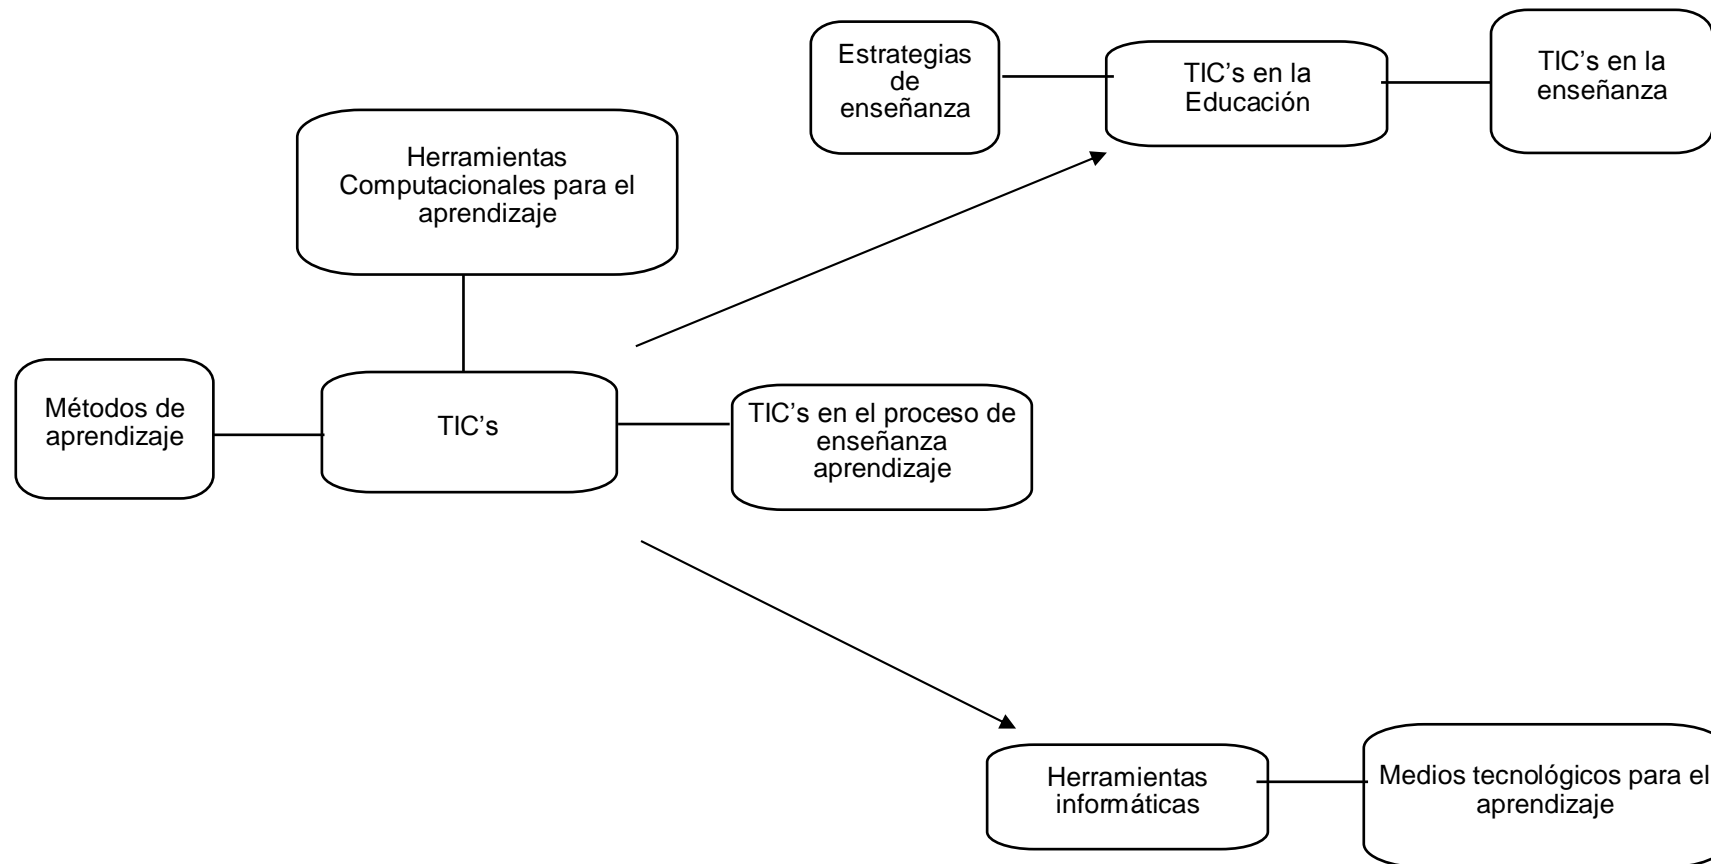 Estrategias
de
enseñanza
TIC's en la
Educación
TIC's en la
enseñanza
Herramientas
Computacionales para el
aprendizaje
Métodos de
aprendizaje
TIC's
TIC's en el proceso de
enseñanza
aprendizaje
Herramientas
informáticas
Medios tecnológicos para el
aprendizaje